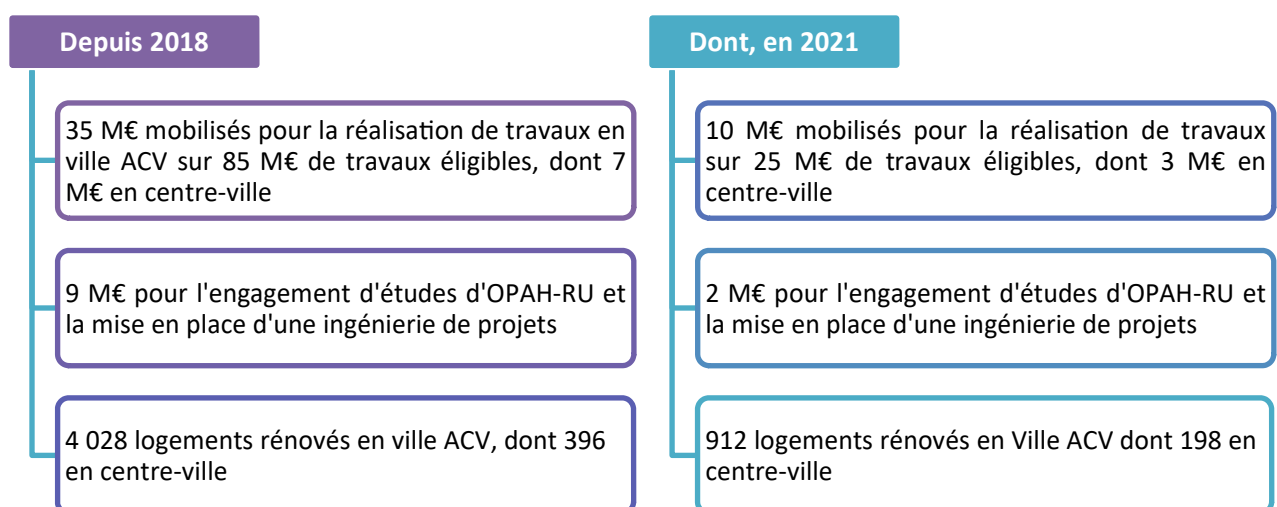 Depuis 2018
35 M€ mobilisés pour la réalisation de travaux en
ville ACV sur 85 M€ de travaux éligibles, dont 7
M€ en centre-ville
9 M€ pour l'engagement d'études d'OPAH-RU et
la mise en place d'une ingénierie de projets
4 028 logements rénovés en ville ACV, dont 396
en centre-ville
Dont, en 2021
10 M€ mobilisés pour la réalisation de travaux
sur 25 M€ de travaux éligibles, dont 3 M€ en
centre-ville
2 M€ pour l'engagement d'études d'OPAH-RU et
la mise en place d'une ingénierie de projets
912 logements rénovés en Ville ACV dont 198 en
centre-ville